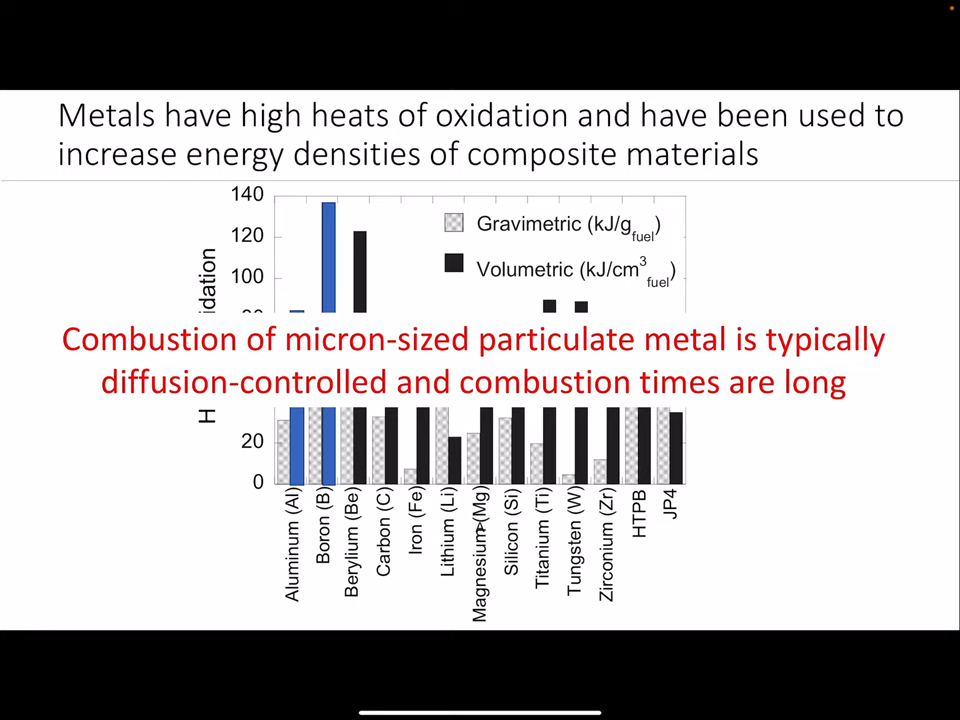 Metals have high heats of oxidation and have been used to
increase energy densities of composite materials
140
120
100
Gravimetric (kJ/g fuel)
Volumetric (kJ/cm3 fuel)
Combustion of micron-sized particulate metal is typically
diffusion-controlled and combustion times are long
20
0
Aluminum (Al)
Boron (B)
Berylium (Be)
Carbon (C)
Iron (Fe)
Lithium (Li)
Magnesium (Mg)
Silicon (Si)
Titanium (Ti)
Tungsten (W)
Zirconium (Zr)
HTPB
JP4